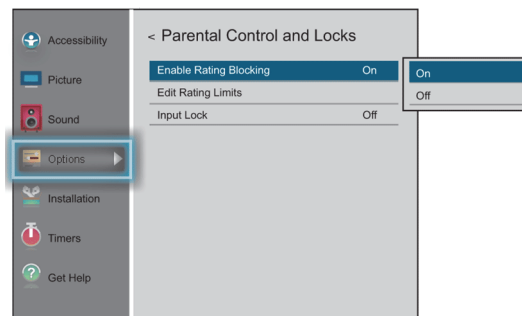 Accessibility
Picture
Sound
Options
Installation
Timers
Get Help
< Parental Control and Locks
Enable Rating Blocking On
Edit Rating Limits
Input Lock Off
On
Off